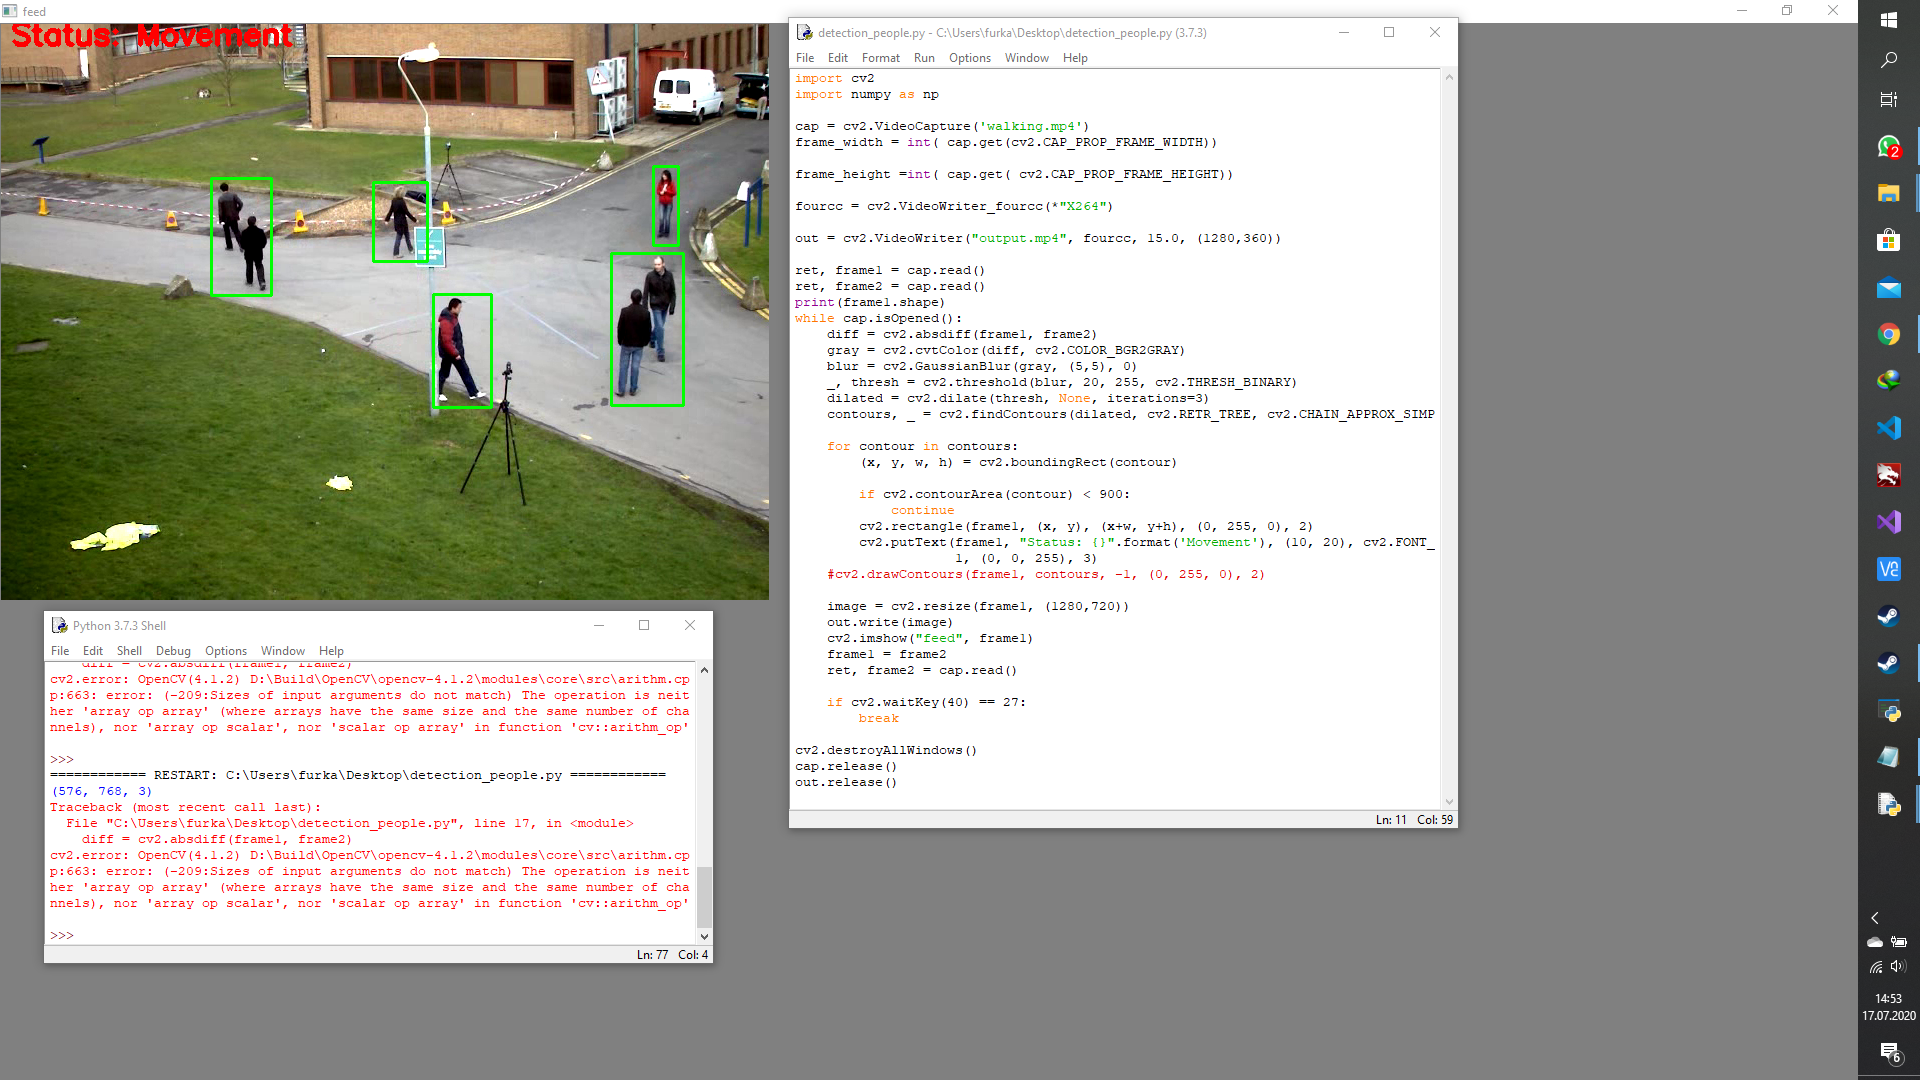 feed
Status: Movement
detection_people.py - C:\Users\furka\Desktop\detection_people.py (3.7.3)
File Edit Format Run Options Window Help
import cv2
import numpy as np
cap = cv2.VideoCapture('walking.mp4')
frame_width = int( cap.get(cv2.CAP_PROP_FRAME_WIDTH))
frame_height =int( cap.get( cv2.CAP_PROP_FRAME_HEIGHT))
fourcc = cv2.VideoWriter_fourcc(*"X264")
out = cv2.VideoWriter("output.mp4", fourcc, 15.0, (1280,360))
ret, frame1 = cap.read()
ret, frame2 = cap.read()
print(frame1.shape)
while cap.isOpened():
    diff = cv2.absdiff(frame1, frame2)
    gray = cv2.cvtColor(diff, cv2.COLOR_BGR2GRAY)
    blur = cv2.GaussianBlur(gray, (5,5), 0)
    _, thresh = cv2.threshold(blur, 20, 255, cv2.THRESH_BINARY)
    dilated = cv2.dilate(thresh, None, iterations=3)
    contours, _ = cv2.findContours(dilated, cv2.RETR_TREE, cv2.CHAIN_APPROX_SIMP
    for contour in contours:
        (x, y, w, h) = cv2.boundingRect(contour)
        if cv2.contourArea(contour) < 900:
            continue
        cv2.rectangle(frame1, (x, y), (x+w, y+h), (0, 255, 0), 2)
        cv2.putText(frame1, "Status: {}".format('Movement'), (10, 20), cv2.FONT_
                    1, (0, 0, 255), 3)
    #cv2.drawContours(frame1, contours, -1, (0, 255, 0), 2)
    image = cv2.resize(frame1, (1280,720))
    out.write(image)
    cv2.imshow("feed", frame1)
    frame1 = frame2
    ret, frame2 = cap.read()
    if cv2.waitKey(40) == 27:
        break
cv2.destroyAllWindows()
cap.release()
out.release()
Ln: 11 Col: 59
Python 3.7.3 Shell
File Edit Shell Debug Options Window Help
    diff = cv2.absdiff(frame1, frame2)
cv2.error: OpenCV(4.1.2) D:\Build\OpenCV\opencv-4.1.2\modules\core\src\arithm.cp
p:663: error: (-209:Sizes of input arguments do not match) The operation is neit
her 'array op array' (where arrays have the same size and the same number of cha
nnels), nor 'array op scalar', nor 'scalar op array' in function 'cv::arithm_op'
>>>
============ RESTART: C:\Users\furka\Desktop\detection_people.py ============
(576, 768, 3)
Traceback (most recent call last):
  File "C:\Users\furka\Desktop\detection_people.py", line 17, in <module>
    diff = cv2.absdiff(frame1, frame2)
cv2.error: OpenCV(4.1.2) D:\Build\OpenCV\opencv-4.1.2\modules\core\src\arithm.cp
p:663: error: (-209:Sizes of input arguments do not match) The operation is neit
her 'array op array' (where arrays have the same size and the same number of cha
nnels), nor 'array op scalar', nor 'scalar op array' in function 'cv::arithm_op'
>>>
Ln: 77 Col: 4
2
14:53
17.07.2020
6